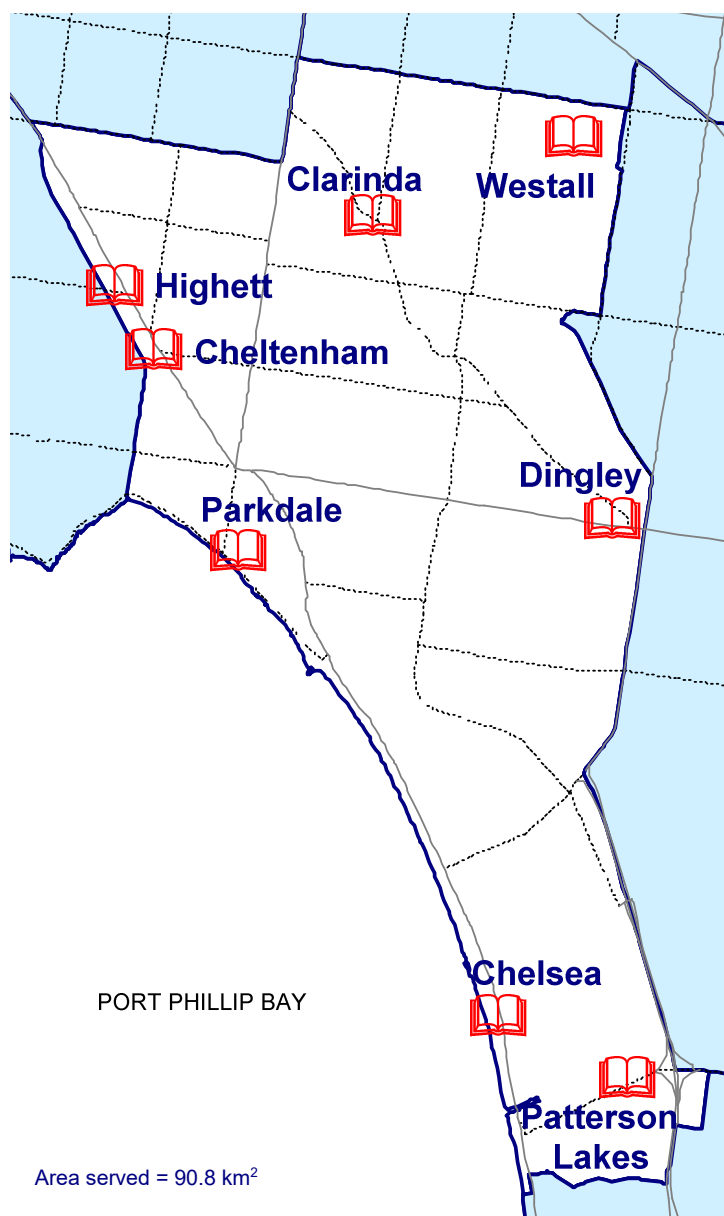 Clarinda
Westall
Highett
Cheltenham
Dingley
Parkdale
Chelsea
PORT PHILLIP BAY
Patterson
Lakes
Area served = 90.8 km²